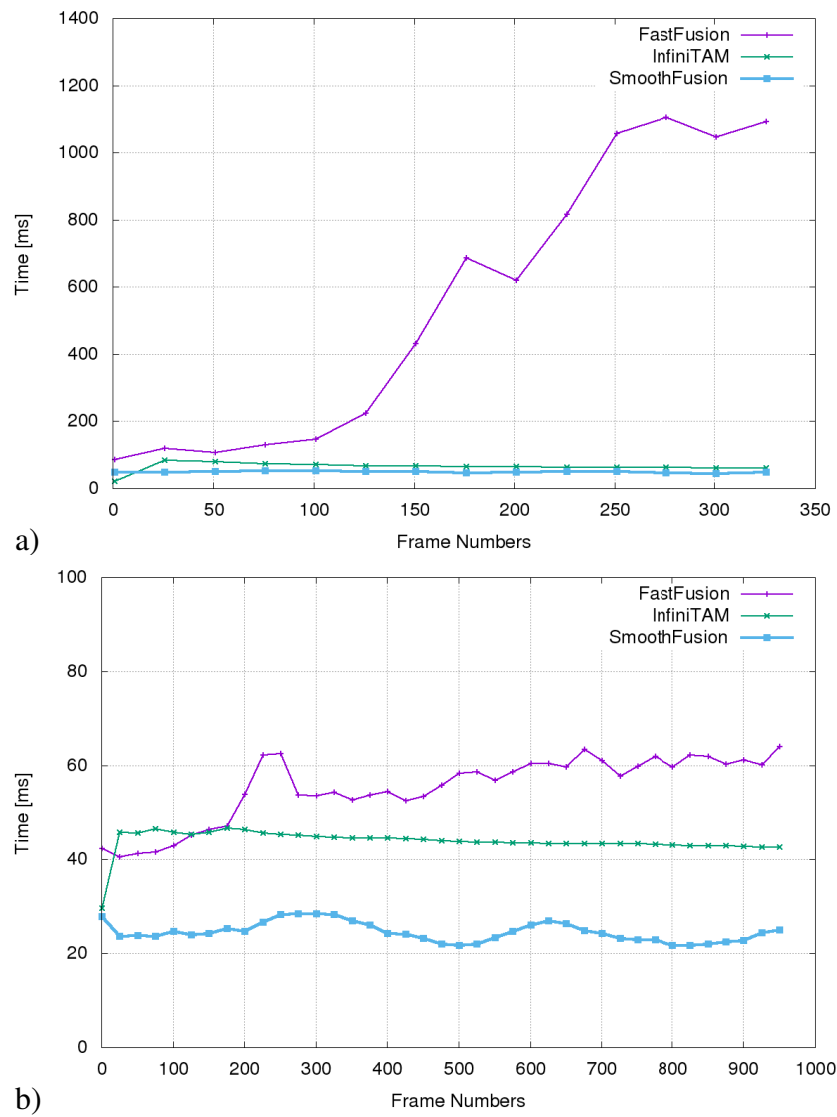 1400
1200
1000
800
600
400
200
0
Time [ms]
FastFusion
InfiniTAM
SmoothFusion
0 50 100 150 200 250 300 350
Frame Numbers
a)
100
80
60
40
20
0
Time [ms]
FastFusion
InfiniTAM
SmoothFusion
0 100 200 300 400 500 600 700 800 900 1000
Frame Numbers
b)